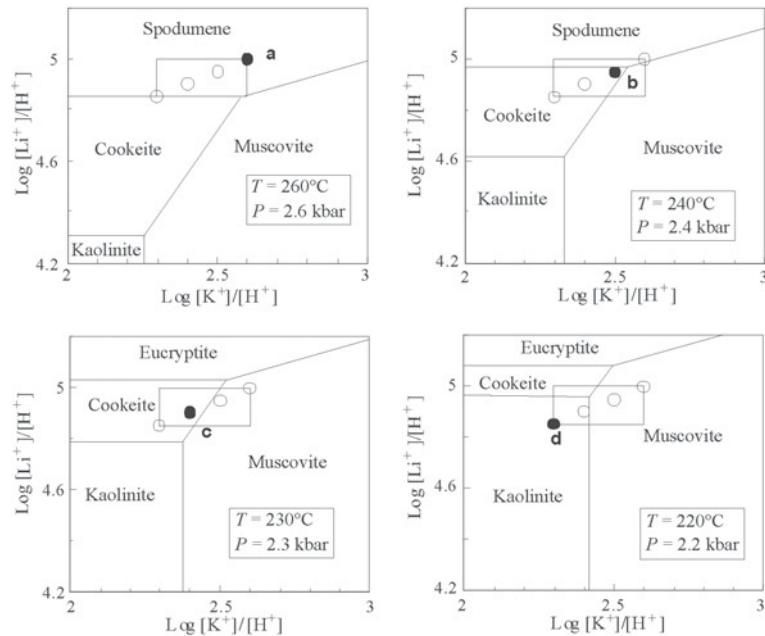 Spodumene
a
5
Log [Li⁺]/[H⁺]
Cookeite
Muscovite
4.6
T = 260°C
P = 2.6 kbar
Kaolinite
4.2
2
2.5
3
Log [K⁺]/[H⁺]
Spodumene
5
b
Log [Li⁺]/[H⁺]
Cookeite
Muscovite
4.6
Kaolinite
T = 240°C
P = 2.4 kbar
4.2
2
2.5
3
Log [K⁺]/[H⁺]
Eucryptite
5
Cookeite
c
Log [Li⁺]/[H⁺]
Muscovite
Kaolinite
4.6
T = 230°C
P = 2.3 kbar
4.2
2
2.5
3
Log [K⁺]/[H⁺]
Eucryptite
5
Cookeite
d
Log [Li⁺]/[H⁺]
Muscovite
Kaolinite
4.6
T = 220°C
P = 2.2 kbar
4.2
2
2.5
3
Log [K⁺]/[H⁺]